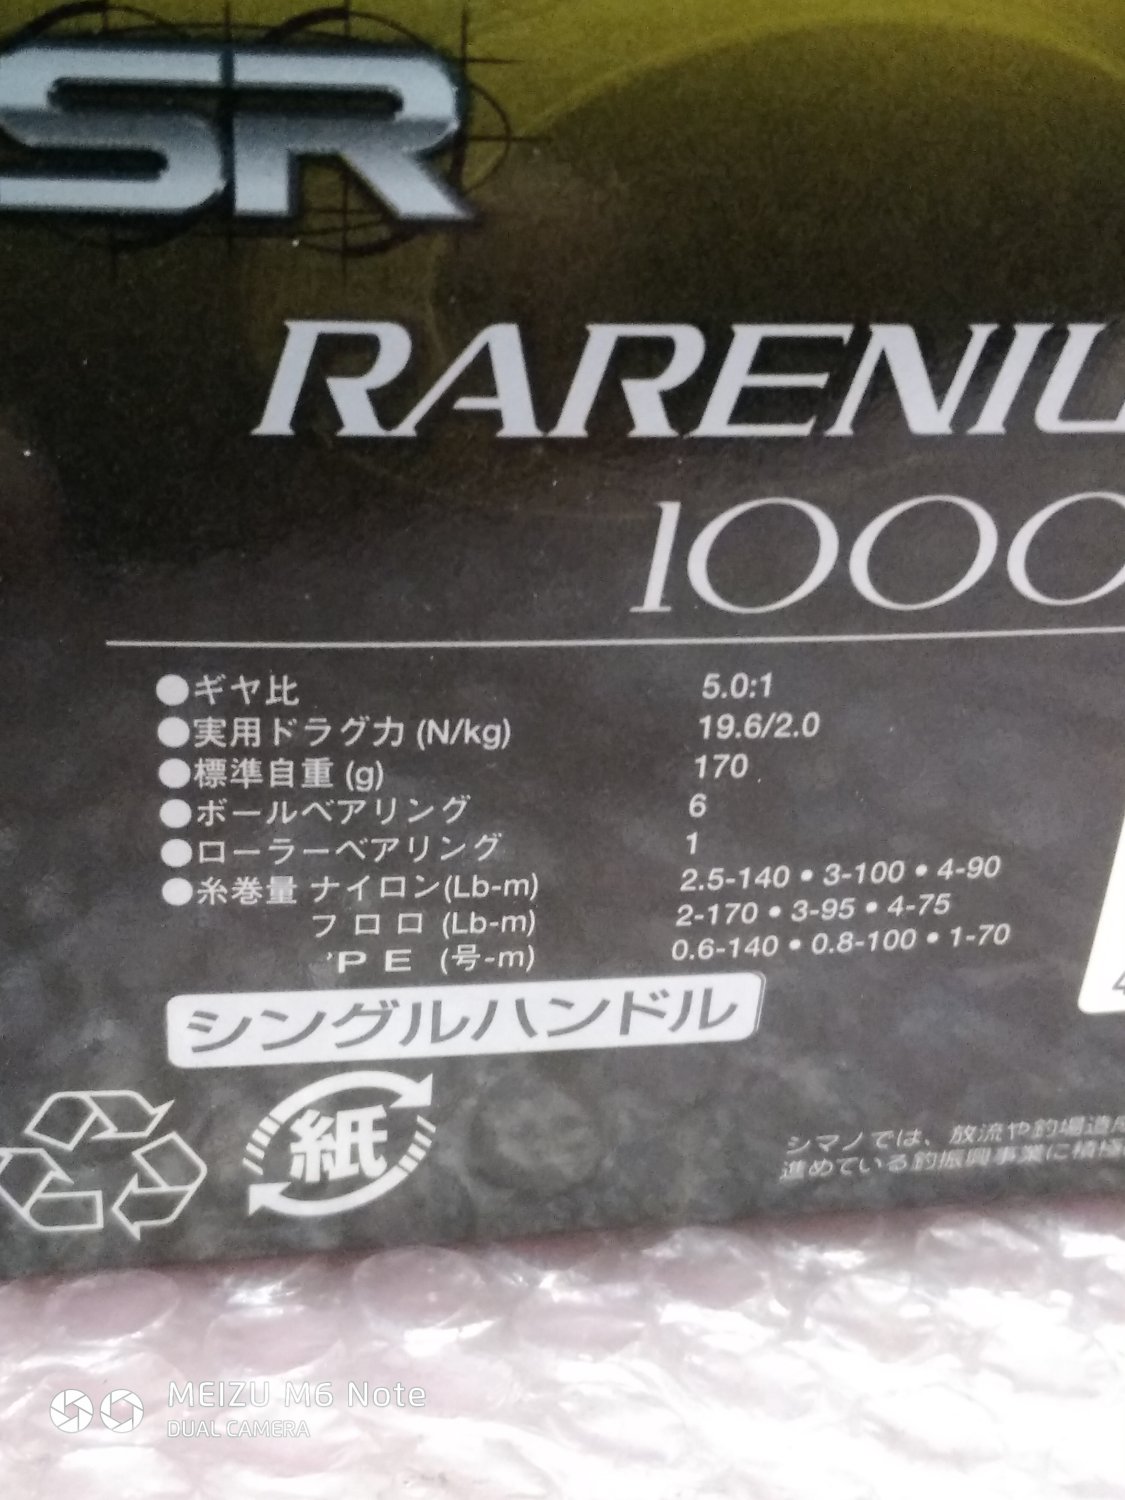 SR
RARENIU
1000
●ギヤ比 5.0:1
●実用ドラグ力 (N/kg) 19.6/2.0
●標準自重 (g) 170
●ボールベアリング 6
●ローラーベアリング 1
●糸巻量 ナイロン(Lb-m) 2.5-140 • 3-100 • 4-90
フロロ (Lb-m) 2-170 • 3-95 • 4-75
PE (号-m) 0.6-140 • 0.8-100 • 1-70
シングルハンドル
紙
シマノでは、放流や釣場造成
進めている釣振興事業に積極
4
MEIZU M6 Note
DUAL CAMERA